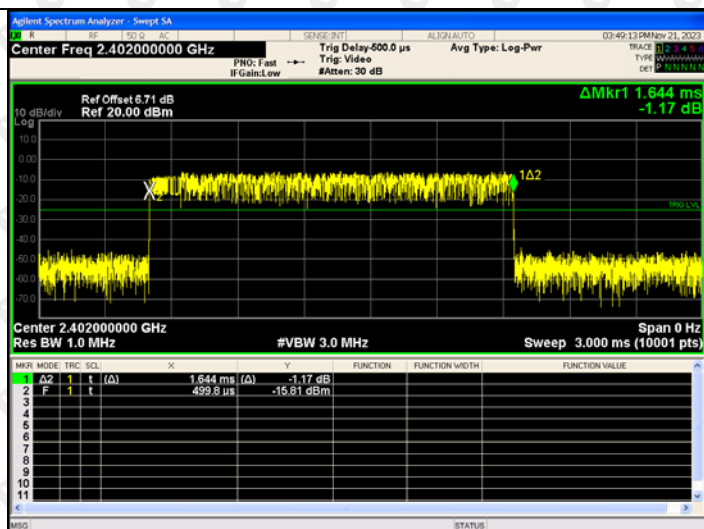 Agilent Spectrum Analyzer - Swept SA
R RF 50 Ω AC SENSE:INT ALIGN AUTO 03:49:13 PM Nov 21, 2023
Center Freq 2.402000000 GHz Trig Delay-500.0 µs Avg Type: Log-Pwr TRACE 1 2 3 4 5 6
PNO: Fast Trig: Video TYPE
IFGain:Low #Atten: 30 dB DET P N N N N N
ΔMkr1 1.644 ms
Ref Offset 6.71 dB
10 dB/div Ref 20.00 dBm -1.17 dB
Log
10.0
0.00
-10.0
1Δ2
X2
-20.0
TRIG LVL
-30.0
-40.0
-50.0
-60.0
-70.0
Center 2.402000000 GHz Span 0 Hz
Res BW 1.0 MHz #VBW 3.0 MHz Sweep 3.000 ms (10001 pts)
MKR MODE TRC SCL X Y FUNCTION FUNCTION WIDTH FUNCTION VALUE
1 Δ2 1 t (Δ) 1.644 ms (Δ) -1.17 dB
2 F 1 t 499.8 µs -15.81 dBm
3
4
5
6
7
8
9
10
11
MSG STATUS